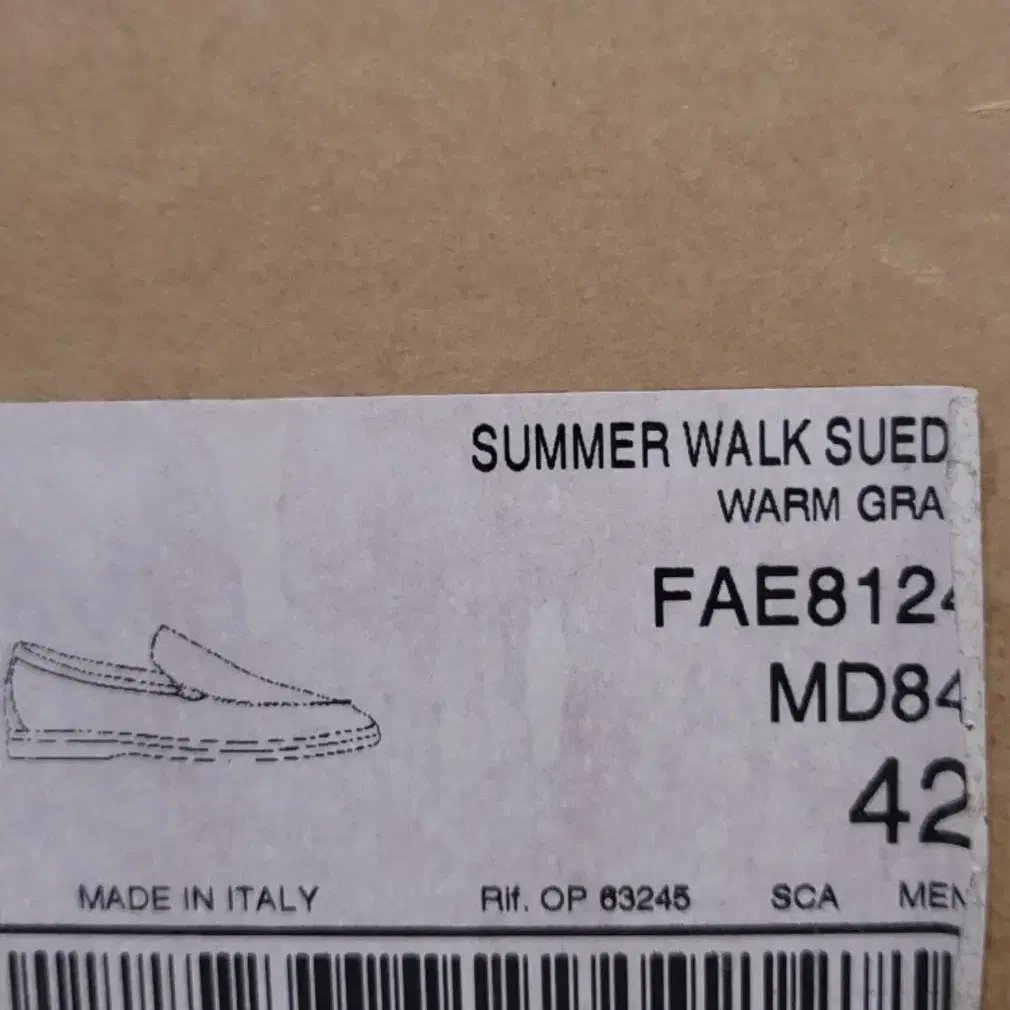 SUMMER WALK SUED
WARM GRA
FAE8124
MD84
42
MADE IN ITALY Rif. OP 63245 SCA MEN